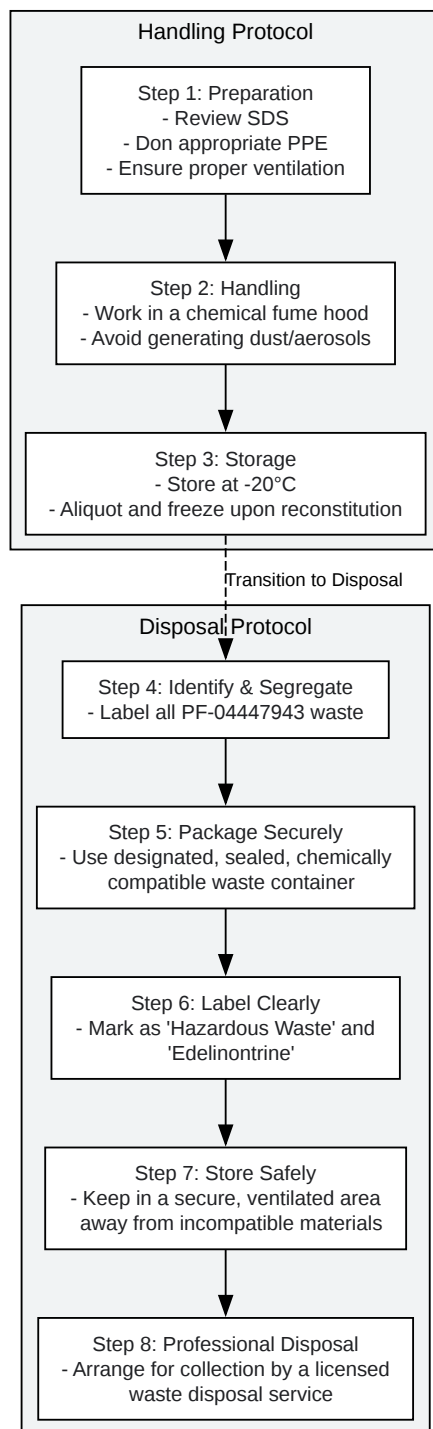 Handling Protocol
Step 1: Preparation
- Review SDS
- Don appropriate PPE
- Ensure proper ventilation
Step 2: Handling
- Work in a chemical fume hood
- Avoid generating dust/aerosols
Step 3: Storage
- Store at -20°C
- Aliquot and freeze upon reconstitution
Transition to Disposal
Disposal Protocol
Step 4: Identify & Segregate
- Label all PF-04447943 waste
Step 5: Package Securely
- Use designated, sealed, chemically
compatible waste container
Step 6: Label Clearly
- Mark as 'Hazardous Waste' and
'Edelinontrine'
Step 7: Store Safely
- Keep in a secure, ventilated area
away from incompatible materials
Step 8: Professional Disposal
- Arrange for collection by a licensed
waste disposal service